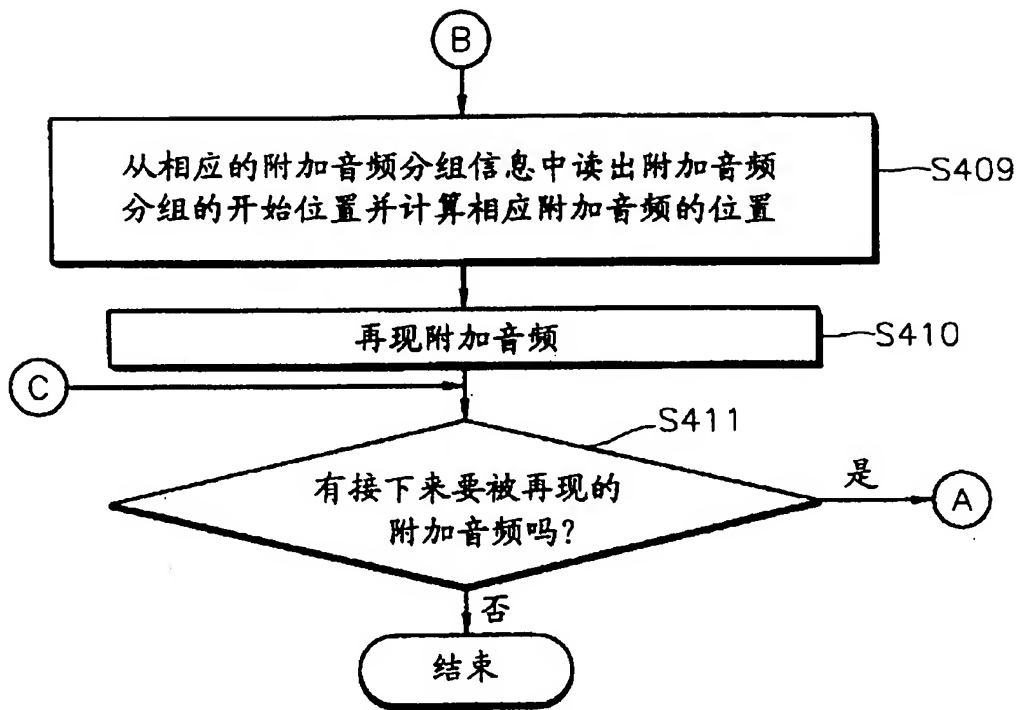 B
从相应的附加音频分组信息中读出附加音频
分组的开始位置并计算相应附加音频的位置
S409
再现附加音频
S410
C
S411
有接下来要被再现的
附加音频吗?
是
A
否
结束